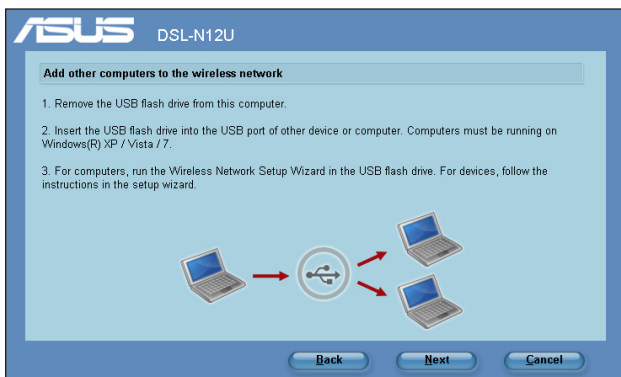 ASUS DSL-N12U
Add other computers to the wireless network
1. Remove the USB flash drive from this computer.
2. Insert the USB flash drive into the USB port of other device or computer. Computers must be running on
Windows(R) XP / Vista / 7.
3. For computers, run the Wireless Network Setup Wizard in the USB flash drive. For devices, follow the
instructions in the setup wizard.
Back Next Cancel